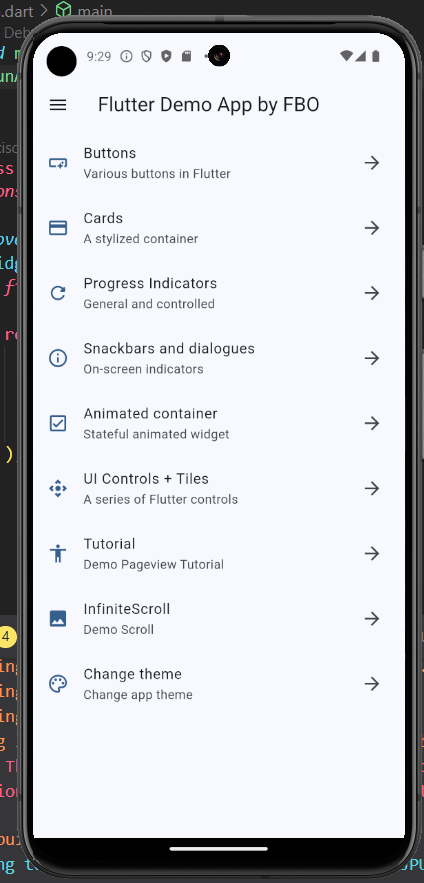 .dart > main
9:29
Flutter Demo App by FBO
Buttons
Various buttons in Flutter
Cards
A stylized container
Progress Indicators
General and controlled
Snackbars and dialogues
On-screen indicators
Animated container
Stateful animated widget
UI Controls + Tiles
A series of Flutter controls
Tutorial
Demo Pageview Tutorial
InfiniteScroll
Demo Scroll
Change theme
Change app theme
4